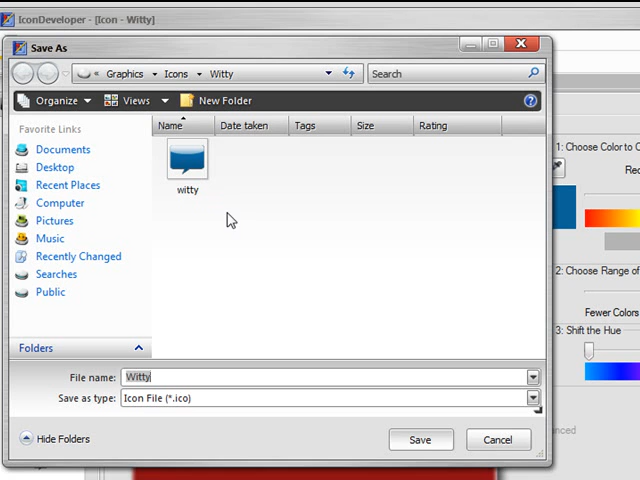 IconDeveloper - [Icon - Witty]
Save As
« Graphics Icons Witty Search
Organize Views New Folder
Favorite Links
Name Date taken Tags Size Rating
Documents
Desktop
Recent Places
Computer
Pictures
Music
Recently Changed
Searches
Public
witty
Folders
File name: Witty
Save as type: Icon File (*.ico)
Hide Folders Save Cancel
1: Choose Color to C
Rec
2: Choose Range of
Fewer Colors
3: Shift the Hue